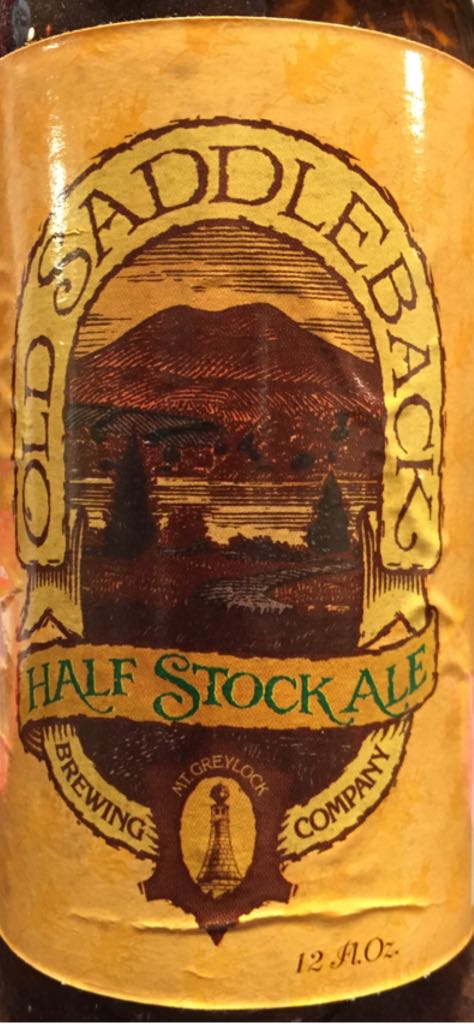 OLD SADDLEBACK
HALF STOCK ALE
BREWING COMPANY
MT. GREYLOCK
12 Fl.Oz.